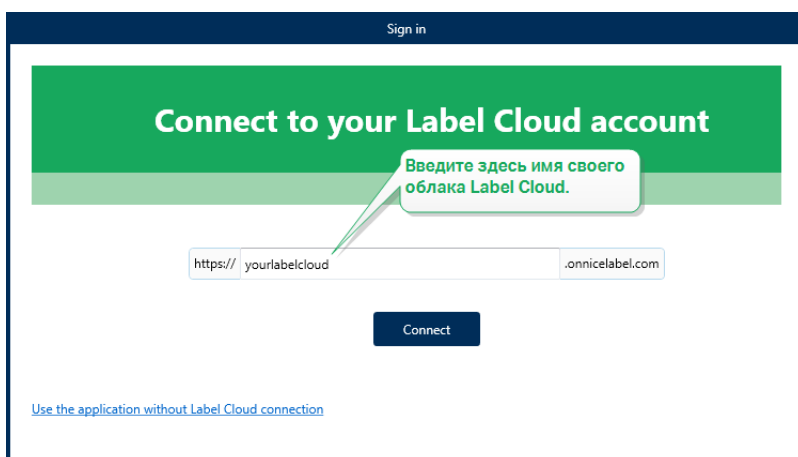 Sign in
Connect to your Label Cloud account
Введите здесь имя своего
облака Label Cloud.
https:// yourlabelcloud .onnicelabel.com
Connect
Use the application without Label Cloud connection